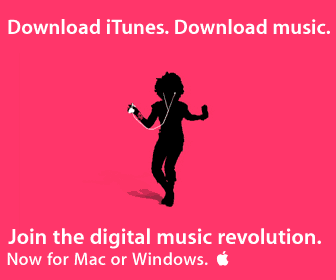 Download iTunes. Download music.
Join the digital music revolution.
Now for Mac or Windows.